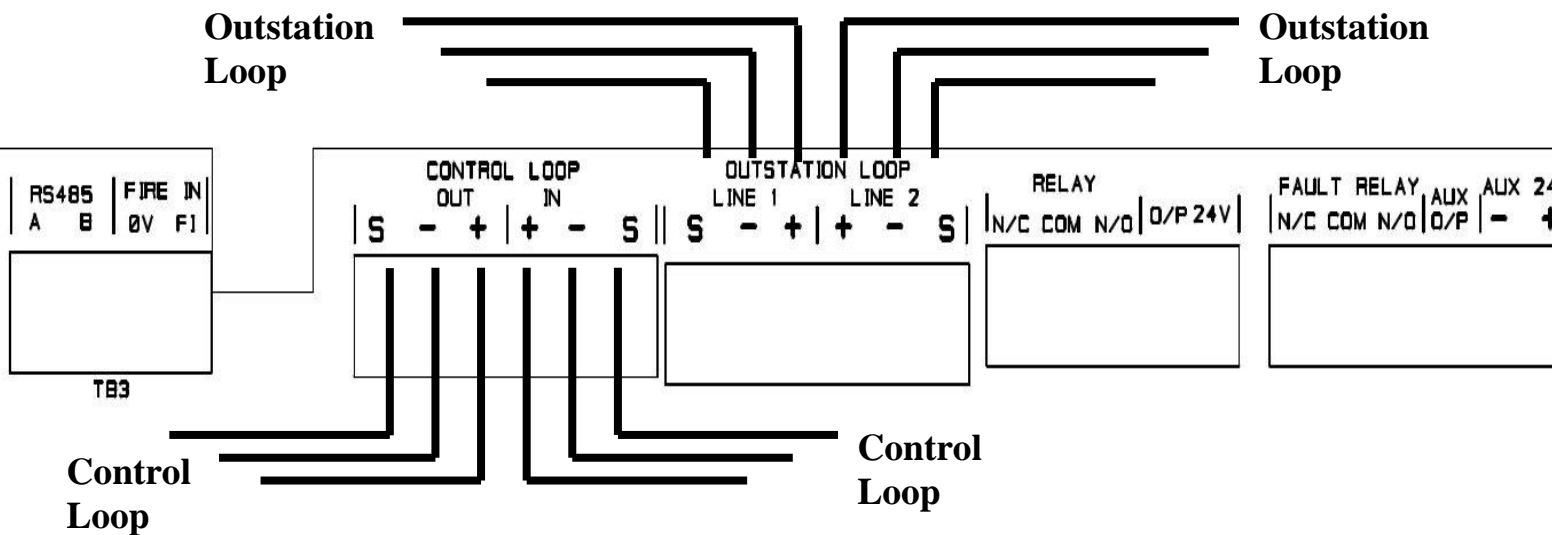 Outstation
Loop
Outstation
Loop
RS485
A B
FIRE IN
0V FI
CONTROL LOOP
OUT IN
S - + + - S
OUTSTATION LOOP
LINE 1 LINE 2
S - + + - S
RELAY
N/C COM N/O O/P 24V
FAULT RELAY
N/C COM N/O
AUX
O/P
AUX 24
- +
TB3
Control
Loop
Control
Loop